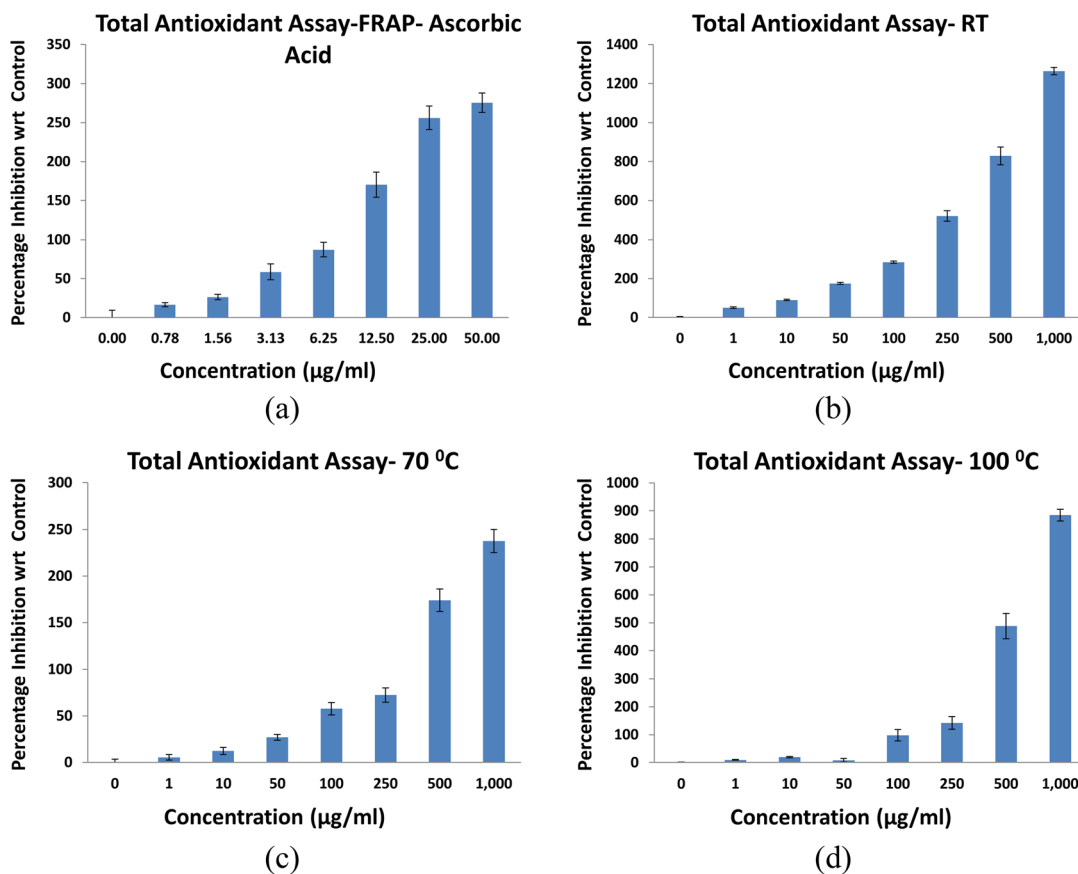 Total Antioxidant Assay-FRAP- Ascorbic
Acid
Percentage Inhibition wrt Control
350
300
250
200
150
100
50
0
0.00 0.78 1.56 3.13 6.25 12.50 25.00 50.00
Concentration (µg/ml)
(a)
Total Antioxidant Assay- RT
Percentage Inhibition wrt Control
1400
1200
1000
800
600
400
200
0
0 1 10 50 100 250 500 1,000
Concentration (µg/ml)
(b)
Total Antioxidant Assay- 70 ⁰C
Percentage Inhibition wrt Control
300
250
200
150
100
50
0
0 1 10 50 100 250 500 1,000
Concentration (µg/ml)
(c)
Total Antioxidant Assay- 100 ⁰C
Percentage Inhibition wrt Control
1000
900
800
700
600
500
400
300
200
100
0
0 1 10 50 100 250 500 1,000
Concentration (µg/ml)
(d)